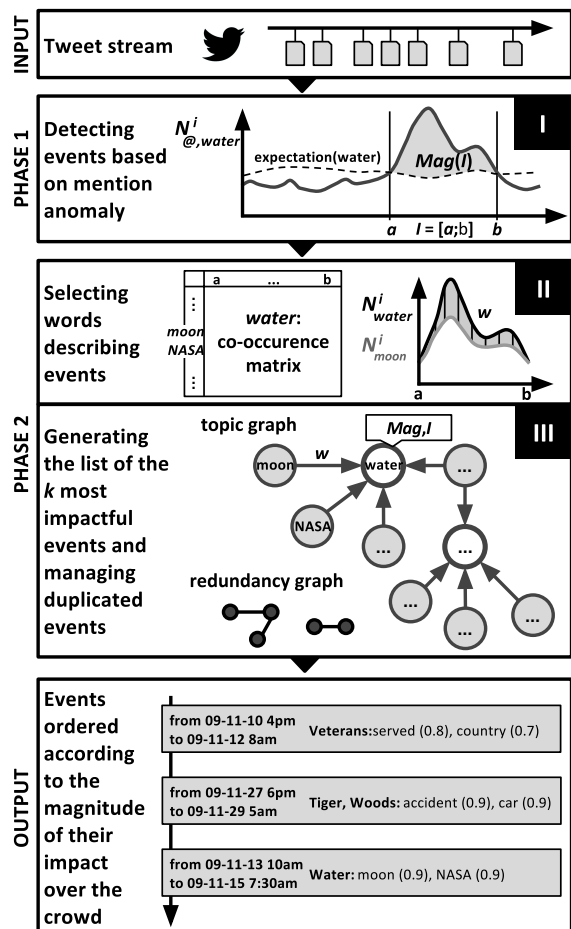 INPUT
Tweet stream
PHASE 1
Detecting
events based
on mention
anomaly
N^i_@,water
expectation(water)
Mag(I)
a
I = [a;b]
b
I
PHASE 2
Selecting
words
describing
events
a ... b
⋮
moon
NASA
⋮
water:
co-occurence
matrix
N^i_water
N^i_moon
w
a
b
II
Generating
the list of the
k most
impactful
events and
managing
duplicated
events
topic graph
Mag,I
III
moon
w
water
...
NASA
...
...
...
...
...
redundancy graph
OUTPUT
Events
ordered
according
to the
magnitude
of their
impact
over the
crowd
from 09-11-10 4pm
to 09-11-12 8am
Veterans:served (0.8), country (0.7)
from 09-11-27 6pm
to 09-11-29 5am
Tiger, Woods: accident (0.9), car (0.9)
from 09-11-13 10am
to 09-11-15 7:30am
Water: moon (0.9), NASA (0.9)